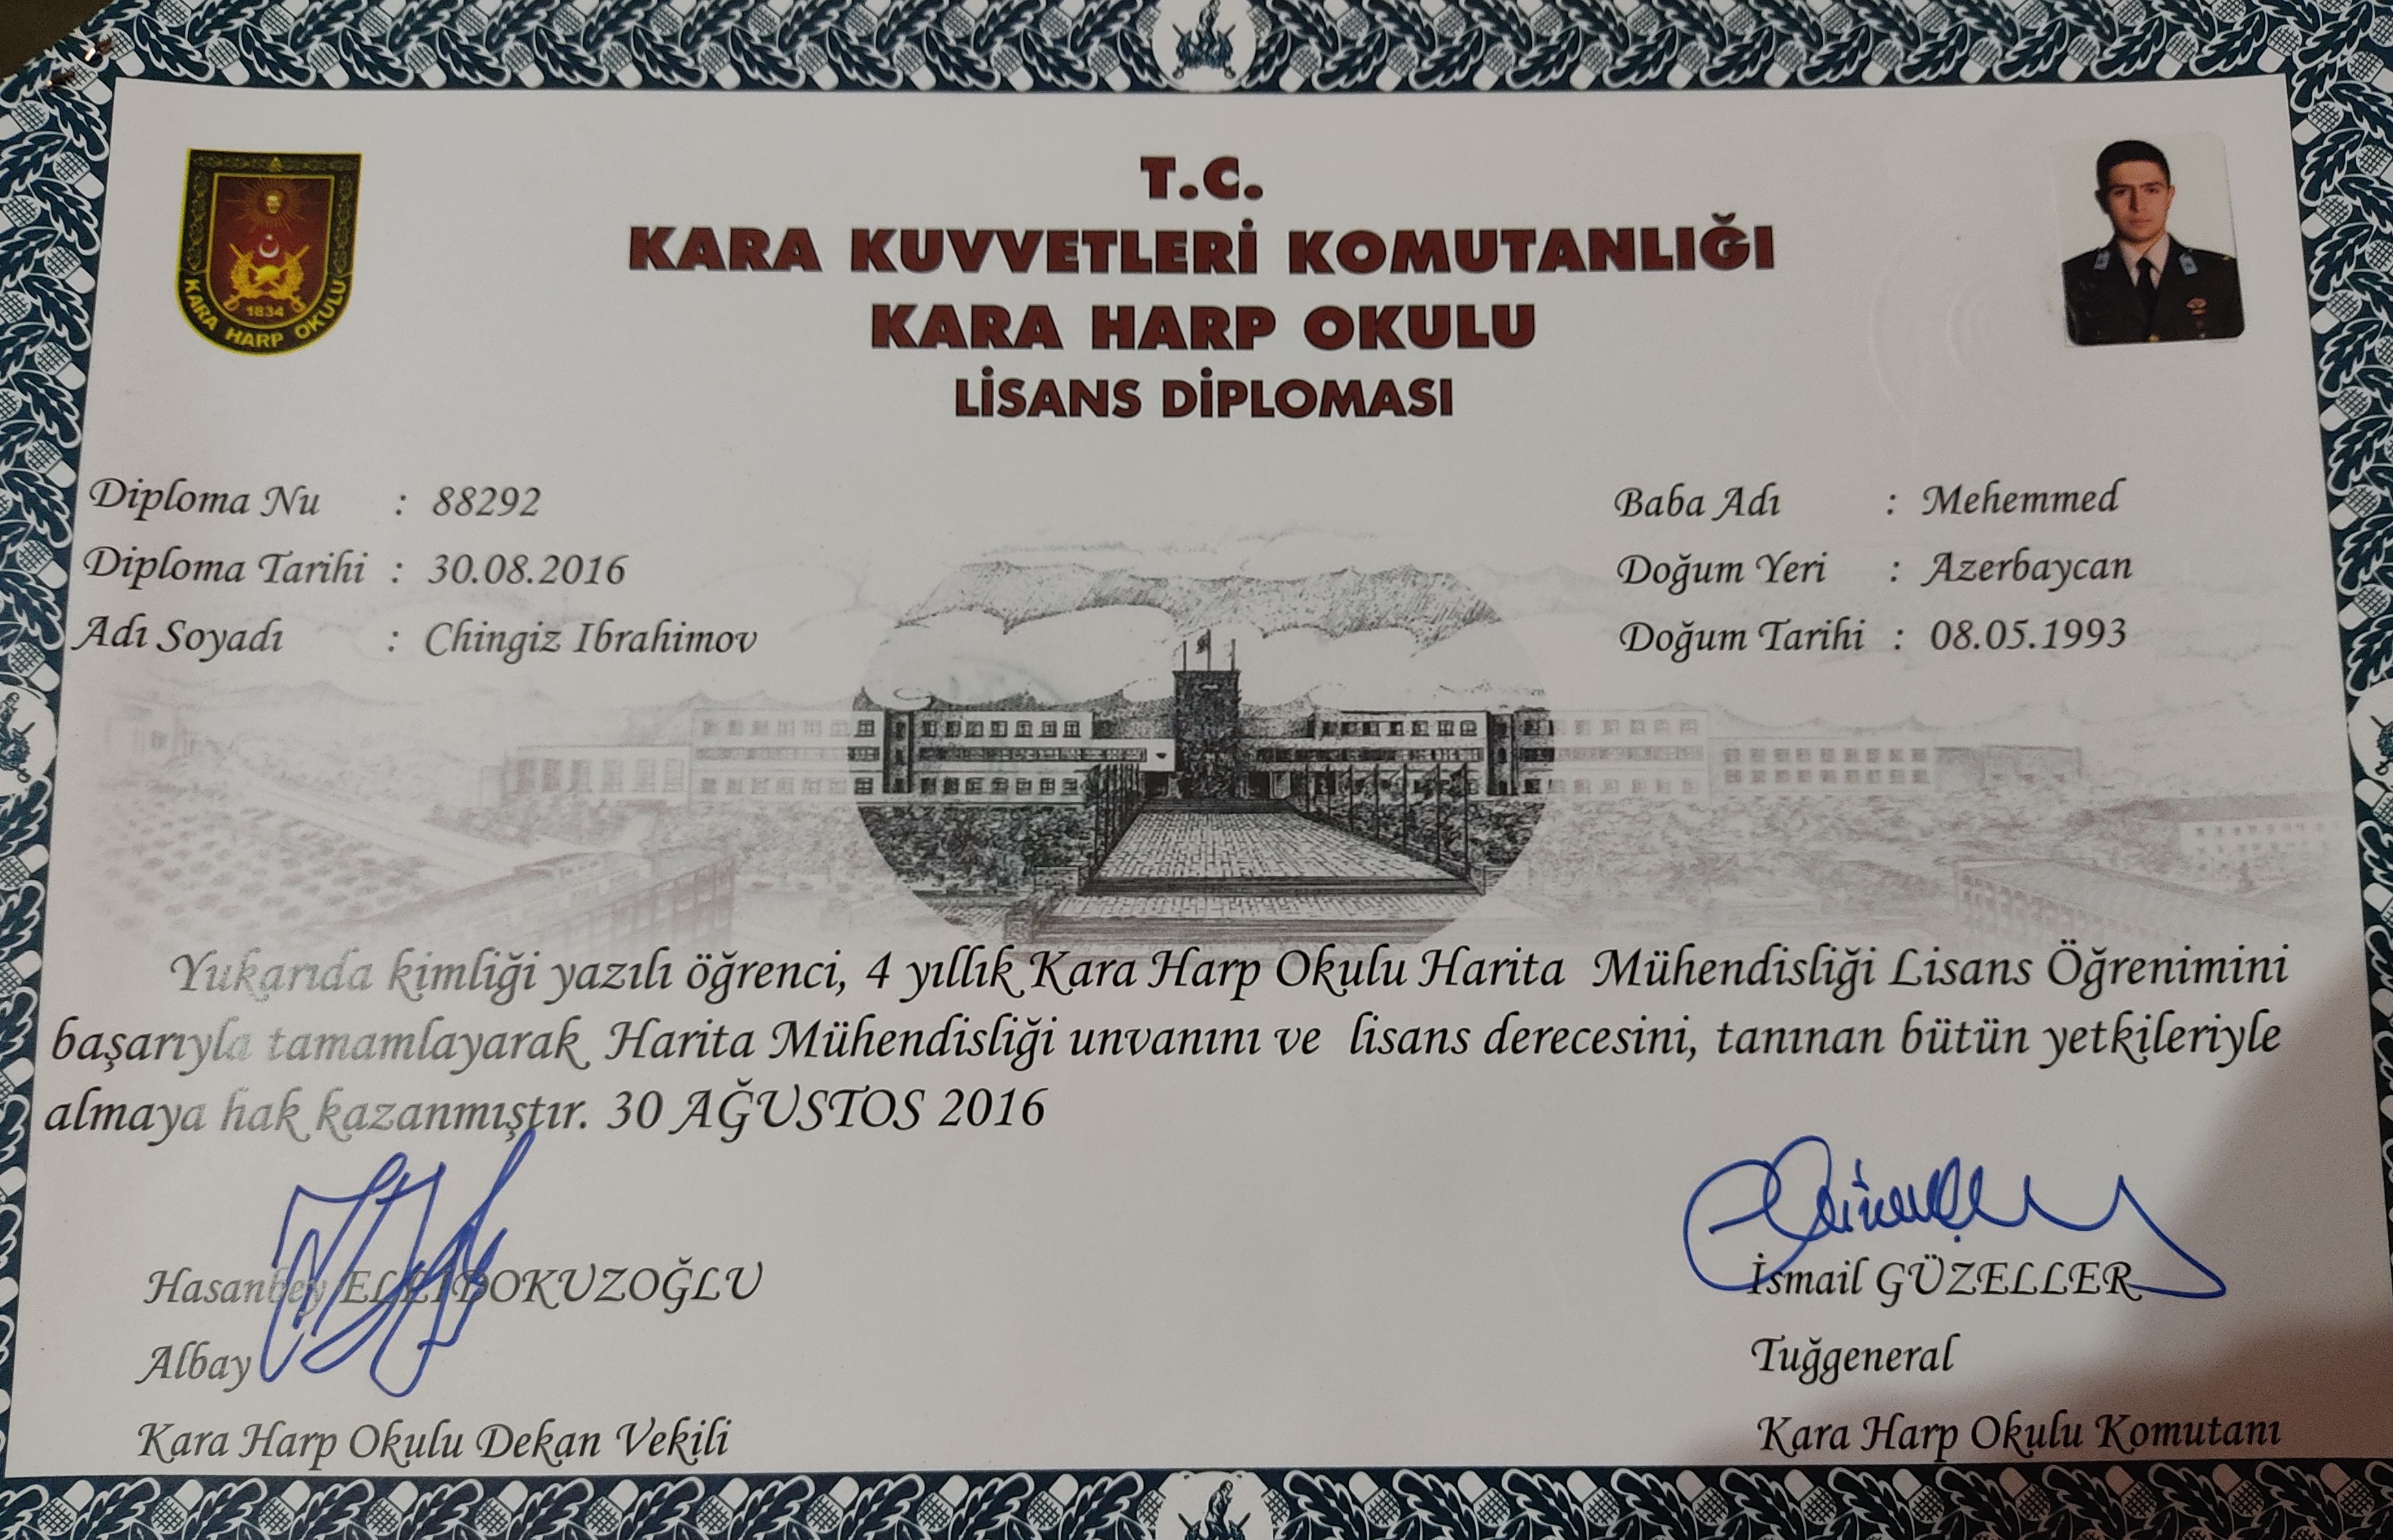 T.C.
KARA KUVVETLERİ KOMUTANLIĞI
KARA HARP OKULU
LİSANS DİPLOMASI
1834
KARA HARP OKULU
Diploma Nu : 88292
Diploma Tarihi : 30.08.2016
Adı Soyadı : Chingiz Ibrahimov
Baba Adı : Mehemmed
Doğum Yeri : Azerbaycan
Doğum Tarihi : 08.05.1993
Yukarıda kimliği yazılı öğrenci, 4 yıllık Kara Harp Okulu Harita Mühendisliği Lisans Öğrenimini
başarıyla tamamlayarak Harita Mühendisliği unvanını ve lisans derecesini, tanınan bütün yetkileriyle
almaya hak kazanmıştır. 30 AĞUSTOS 2016
Hasanbey
Albay
Kara Harp Okulu Dekan Vekili
İsmail GÜZELLER
Tuğgeneral
Kara Harp Okulu Komutanı